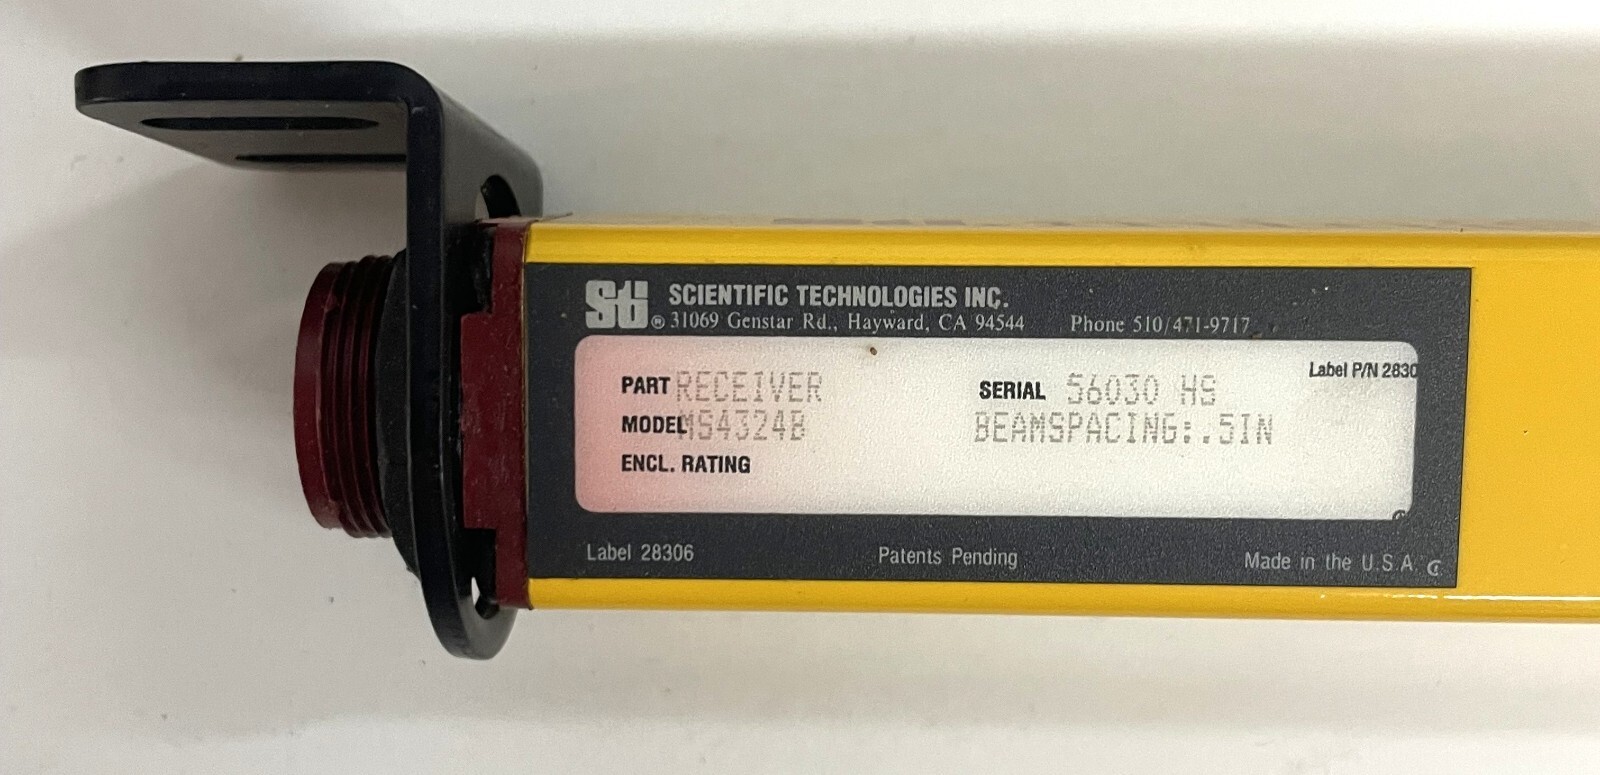 Sti ® SCIENTIFIC TECHNOLOGIES INC.
31069 Genstar Rd., Hayward, CA 94544 Phone 510/471-9717
Label P/N 2830
PART RECEIVER SERIAL 56030 HS
MODEL MS4324B BEAMSPACING:.5IN
ENCL. RATING
Label 28306 Patents Pending Made in the U.S.A.